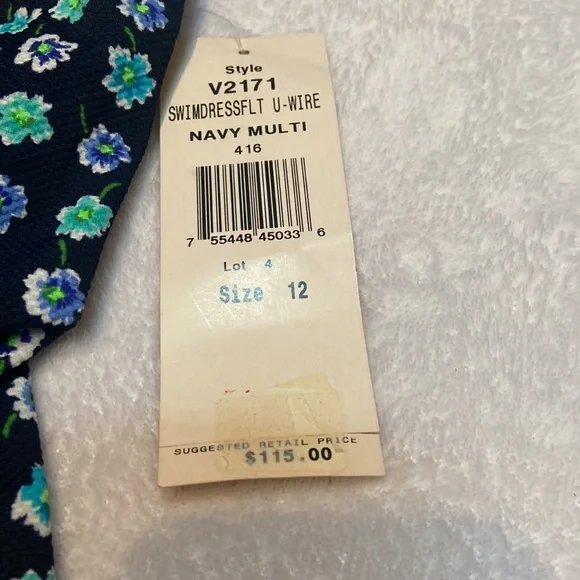 Style
V2171
SWIMDRESSFLT U-WIRE
NAVY MULTI
416
7 55448 45033 6
Lot 4
Size 12
SUGGESTED RETAIL PRICE
$115.00